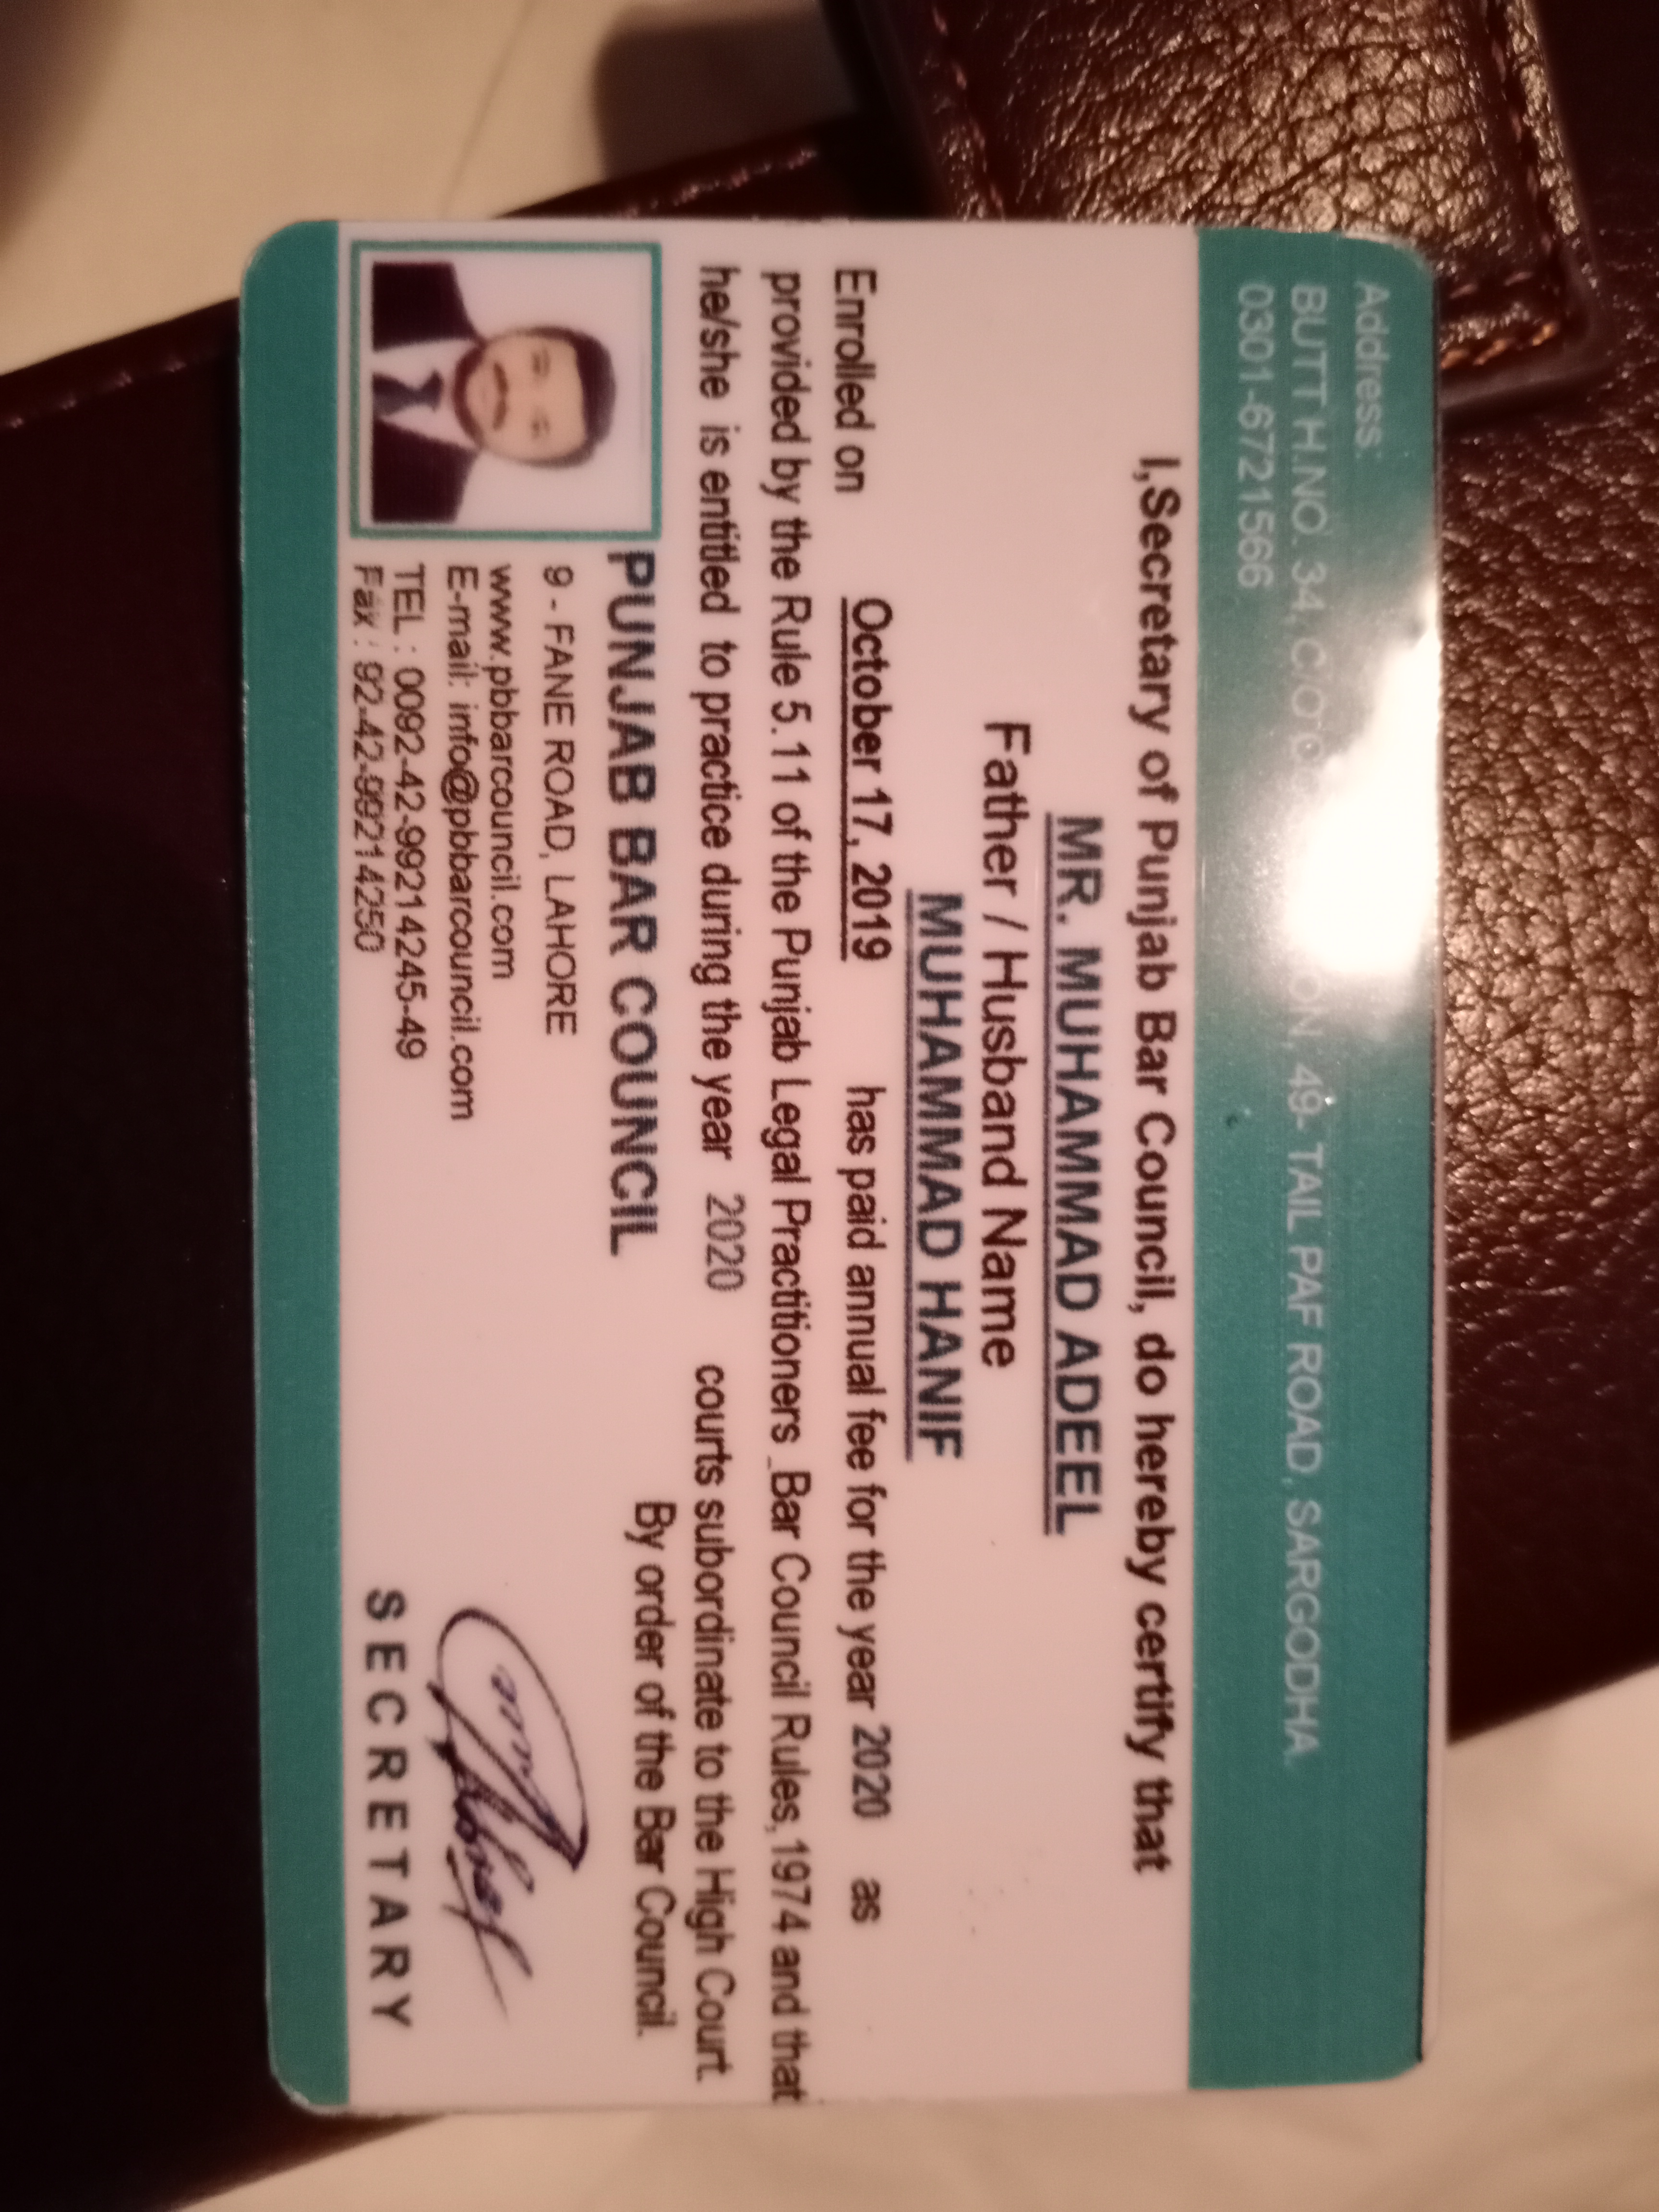 Address:
BUTT H.NO. 34, 49- TAIL PAF ROAD, SARGODHA.
0301-6721566
I,Secretary of Punjab Bar Council, do hereby certify that
MR. MUHAMMAD ADEEL
Father / Husband Name
MUHAMMAD HANIF
Enrolled on October 17, 2019 has paid annual fee for the year 2020 as
provided by the Rule 5.11 of the Punjab Legal Practitioners _Bar Council Rules,1974 and that
he/she is entitled to practice during the year 2020 courts subordinate to the High Court.
By order of the Bar Council.
PUNJAB BAR COUNCIL
9 - FANE ROAD, LAHORE
www.pbbarcouncil.com
E-mail: info@pbbarcouncil.com
TEL : 0092-42-99214245-49
Fax : 92-42-99214250
SECRETARY